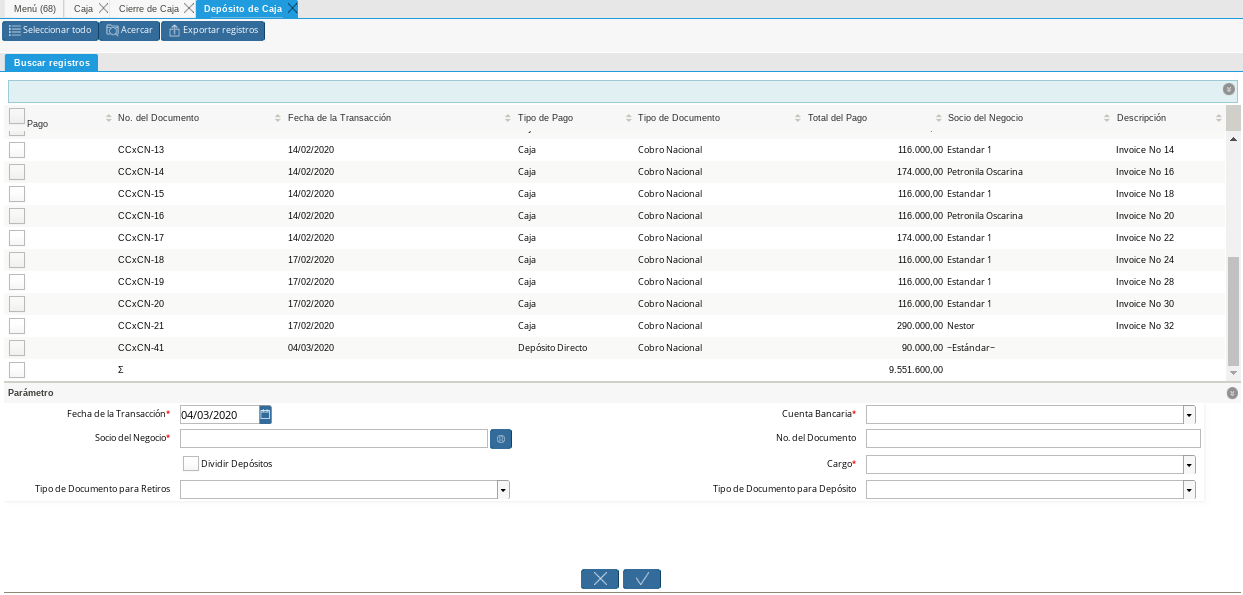 Menú (68) Caja Cierre de Caja Depósito de Caja
Seleccionar todo Acercar Exportar registros
Buscar registros
Pago No. del Documento Fecha de la Transacción Tipo de Pago Tipo de Documento Total del Pago Socio del Negocio Descripción
CCxCN-13 14/02/2020 Caja Cobro Nacional 116.000,00 Estandar 1 Invoice No 14
CCxCN-14 14/02/2020 Caja Cobro Nacional 174.000,00 Petronila Oscarina Invoice No 16
CCxCN-15 14/02/2020 Caja Cobro Nacional 116.000,00 Estandar 1 Invoice No 18
CCxCN-16 14/02/2020 Caja Cobro Nacional 116.000,00 Petronila Oscarina Invoice No 20
CCxCN-17 14/02/2020 Caja Cobro Nacional 174.000,00 Estandar 1 Invoice No 22
CCxCN-18 17/02/2020 Caja Cobro Nacional 116.000,00 Estandar 1 Invoice No 24
CCxCN-19 17/02/2020 Caja Cobro Nacional 116.000,00 Estandar 1 Invoice No 28
CCxCN-20 17/02/2020 Caja Cobro Nacional 116.000,00 Estandar 1 Invoice No 30
CCxCN-21 17/02/2020 Caja Cobro Nacional 290.000,00 Nestor Invoice No 32
CCxCN-41 04/03/2020 Depósito Directo Cobro Nacional 90.000,00 ~Estándar~
Σ 9.551.600,00
Parámetro
Fecha de la Transacción* 04/03/2020 Cuenta Bancaria*
Socio del Negocio* No. del Documento
Dividir Depósitos Cargo*
Tipo de Documento para Retiros Tipo de Documento para Depósito